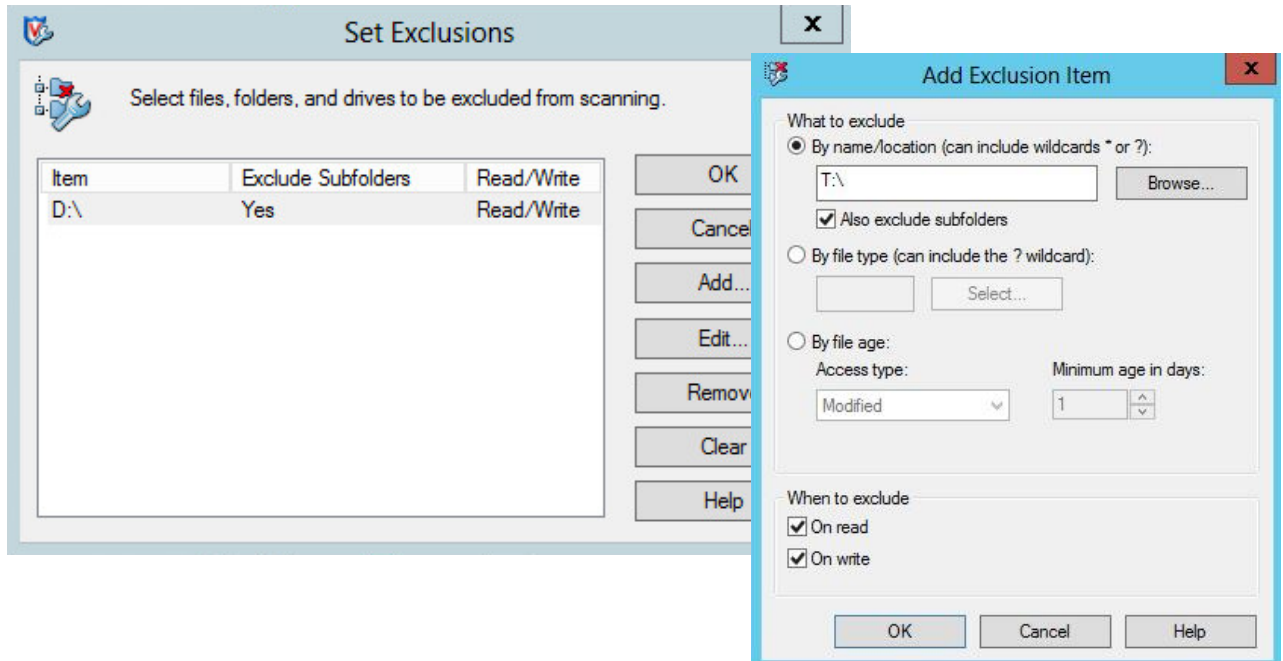 Set Exclusions
x
Select files, folders, and drives to be excluded from scanning.
Item Exclude Subfolders Read/Write
D:\ Yes Read/Write
OK
Cancel
Add...
Edit...
Remov
Clear
Help
Add Exclusion Item
x
What to exclude
By name/location (can include wildcards * or ?):
T:\
Browse...
Also exclude subfolders
By file type (can include the ? wildcard):
Select...
By file age:
Access type: Minimum age in days:
Modified 1
When to exclude
On read
On write
OK Cancel Help